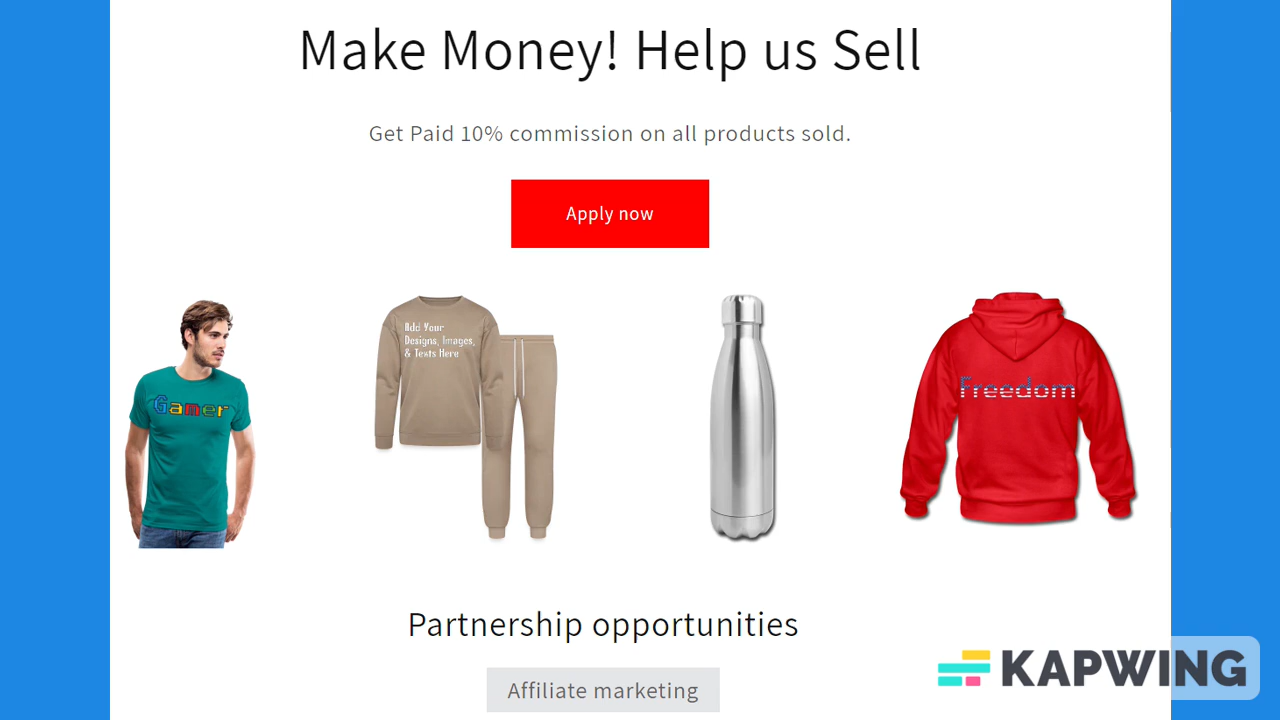 Make Money! Help us Sell
Get Paid 10% commission on all products sold.
Apply now
Gamer
Add Your
Designs, Images,
& Texts Here
Freedom
Partnership opportunities
Affiliate marketing
KAPWING